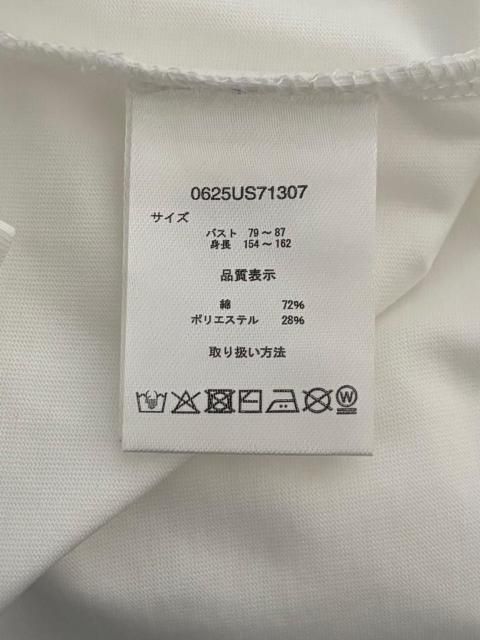 0625US71307
サイズ
バスト 79～87
身長 154～162
品質表示
綿 72%
ポリエステル 28%
取り扱い方法
W